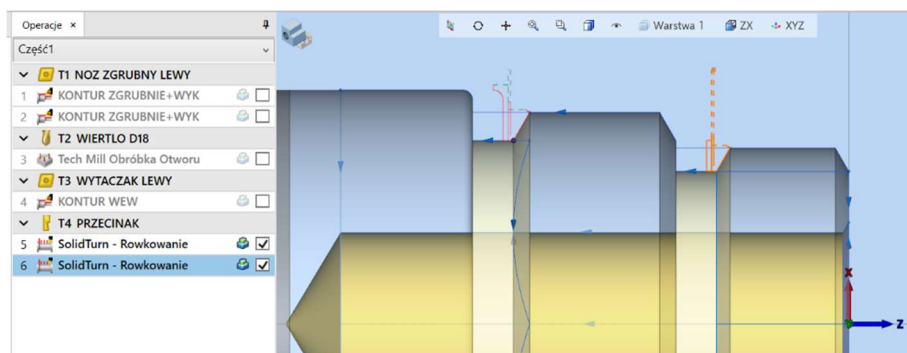 Operacje ×
Warstwa 1 ZX XYZ
Część1
T1 NOZ ZGRUBNY LEWY
1 KONTUR ZGRUBNIE+WYK
2 KONTUR ZGRUBNIE+WYK
T2 WIERTLO D18
3 Tech Mill Obróbka Otworu
T3 WYTACZAK LEWY
4 KONTUR WEW
T4 PRZECINAK
5 SolidTurn - Rowkowanie
6 SolidTurn - Rowkowanie
X
Z